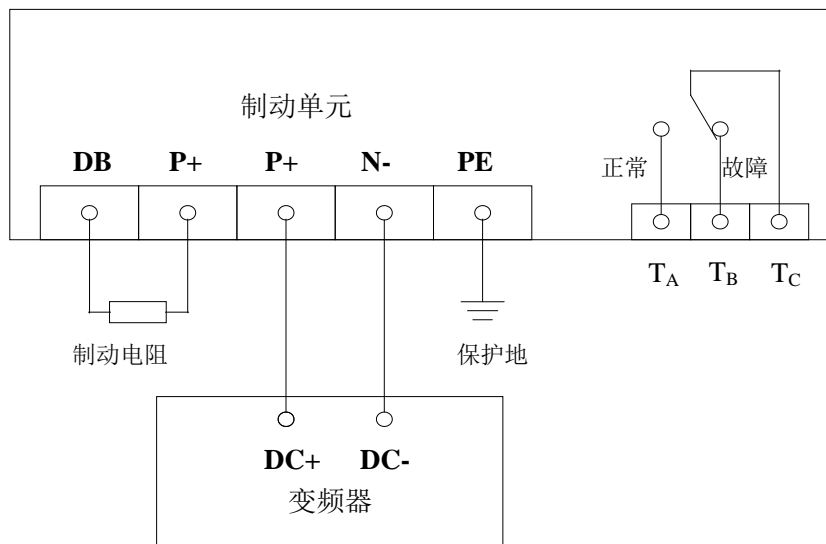 制动单元
DB P+ P+ N- PE
正常 故障
TA TB TC
制动电阻 保护地
DC+ DC-
变频器